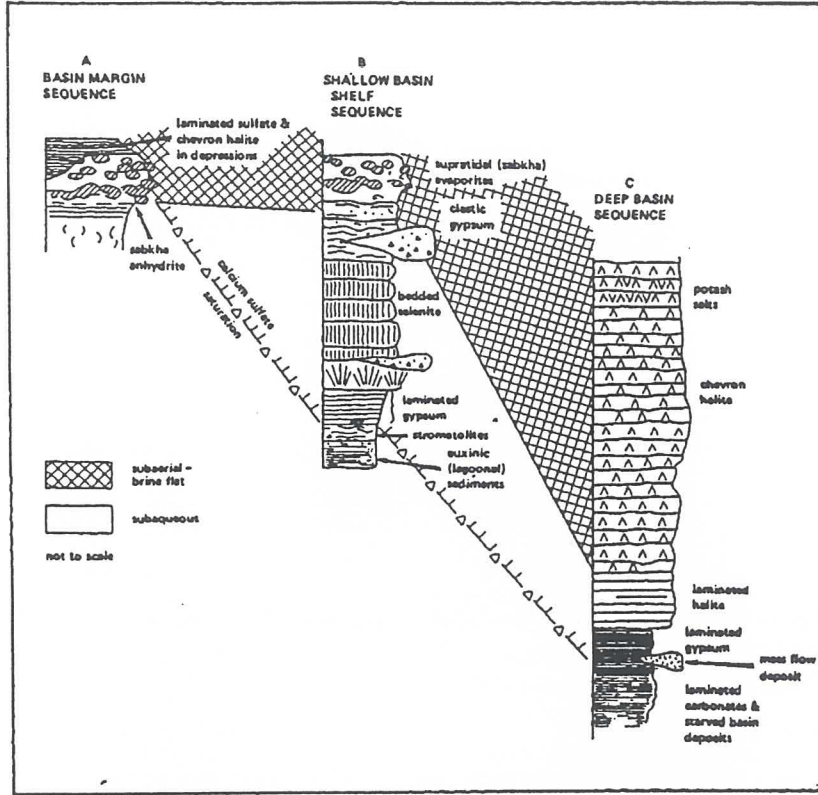 A
BASIN MARGIN
SEQUENCE
laminated sulfate &
chevron halite
in depressions
sabkha
anhydrite
calcium sulfate
saturation
B
SHALLOW BASIN
SHELF
SEQUENCE
supratidal (sabkha)
evaporites
clastic
gypsum
bedded
selenite
laminated
gypsum
stromatolites
euxinic
(lagoonal)
sediments
C
DEEP BASIN
SEQUENCE
potash
salts
chevron
halite
laminated
halite
laminated
gypsum
mass flow
deposit
laminated
carbonates &
starved basin
deposits
subaerial -
brine flat
subaqueous
not to scale